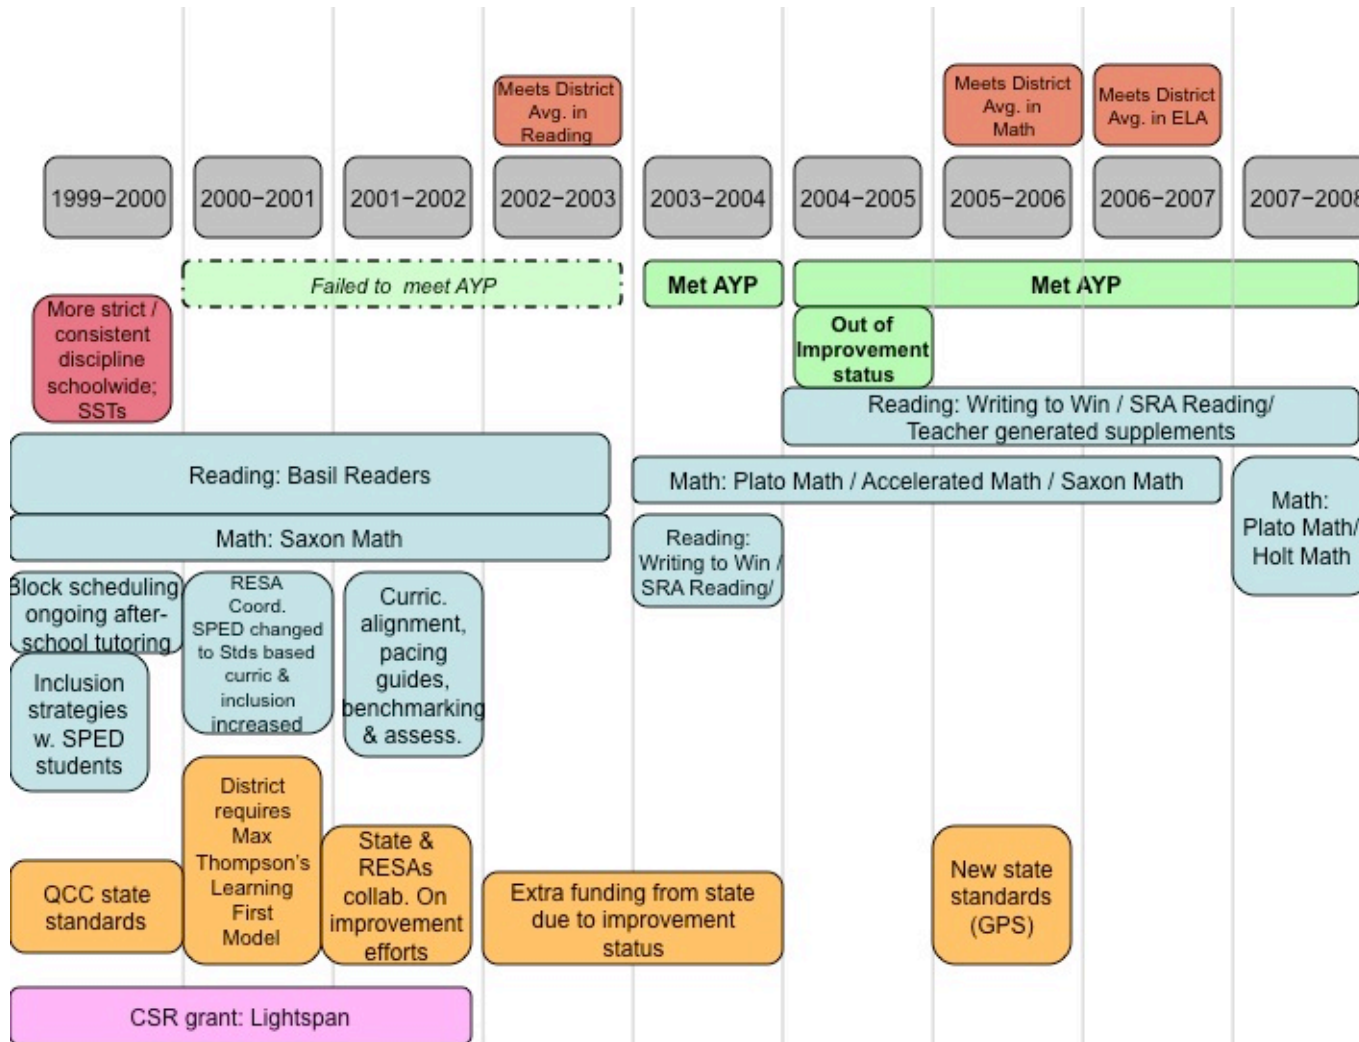 Meets District
Avg. in
Reading
Meets District
Avg. in
Math
Meets District
Avg. in ELA
1999–2000
2000–2001
2001–2002
2002–2003
2003–2004
2004–2005
2005–2006
2006–2007
2007–2008
Failed to meet AYP
Met AYP
Met AYP
More strict /
consistent
discipline
schoolwide;
SSTs
Out of
Improvement
status
Reading: Writing to Win / SRA Reading/
Teacher generated supplements
Reading: Basil Readers
Math: Plato Math / Accelerated Math / Saxon Math
Math:
Plato Math/
Holt Math
Math: Saxon Math
Reading:
Writing to Win /
SRA Reading/
Block scheduling
ongoing after-
school tutoring
RESA
Coord.
SPED changed
to Stds based
curric &
inclusion
increased
Curric.
alignment,
pacing
guides,
benchmarking
& assess.
Inclusion
strategies
w. SPED
students
District
requires
Max
Thompson's
Learning
First
Model
QCC state
standards
State &
RESAs
collab. On
improvement
efforts
Extra funding from state
due to improvement
status
New state
standards
(GPS)
CSR grant: Lightspan